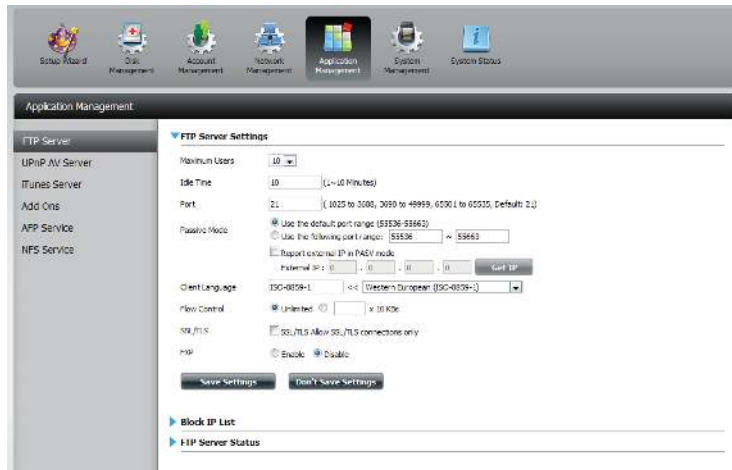 Setup Wizard
Disk Management
Account Management
Network Management
Application Management
System Management
System Status
Application Management
FTP Server
UPnP AV Server
iTunes Server
Add Ons
AFP Service
NFS Service
FTP Server Settings
Maximum Users 10
Idle Time 10 (1~10 Minutes)
Port 21 ( 1025 to 3688, 3690 to 49999, 65501 to 65535, Default: 21)
Passive Mode Use the default port range (55536-55663)
Use the following port range: 55536 ~ 55663
Report external IP in PASV mode
External IP : 0 . 0 . 0 . 0 Get IP
Client Language ISO-8859-1 << Western European (ISO-8859-1)
Flow Control Unlimited x 10 KBs
SSL/TLS SSL/TLS Allow SSL/TLS connections only
FXP Enable Disable
Save Settings Don't Save Settings
Block IP List
FTP Server Status